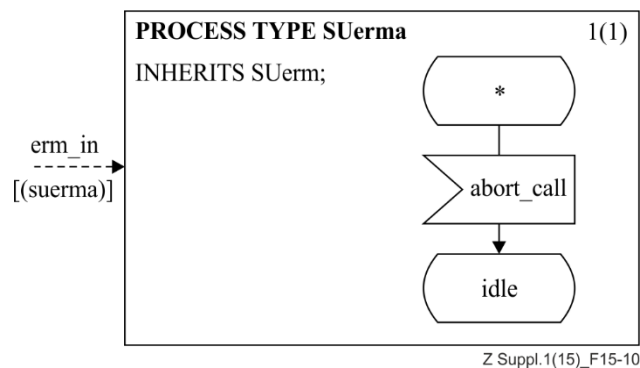 PROCESS TYPE SUerma 1(1)
INHERITS SUerm;
*
erm_in
[(suerma)]
abort_call
idle
Z Suppl.1(15)_F15-10